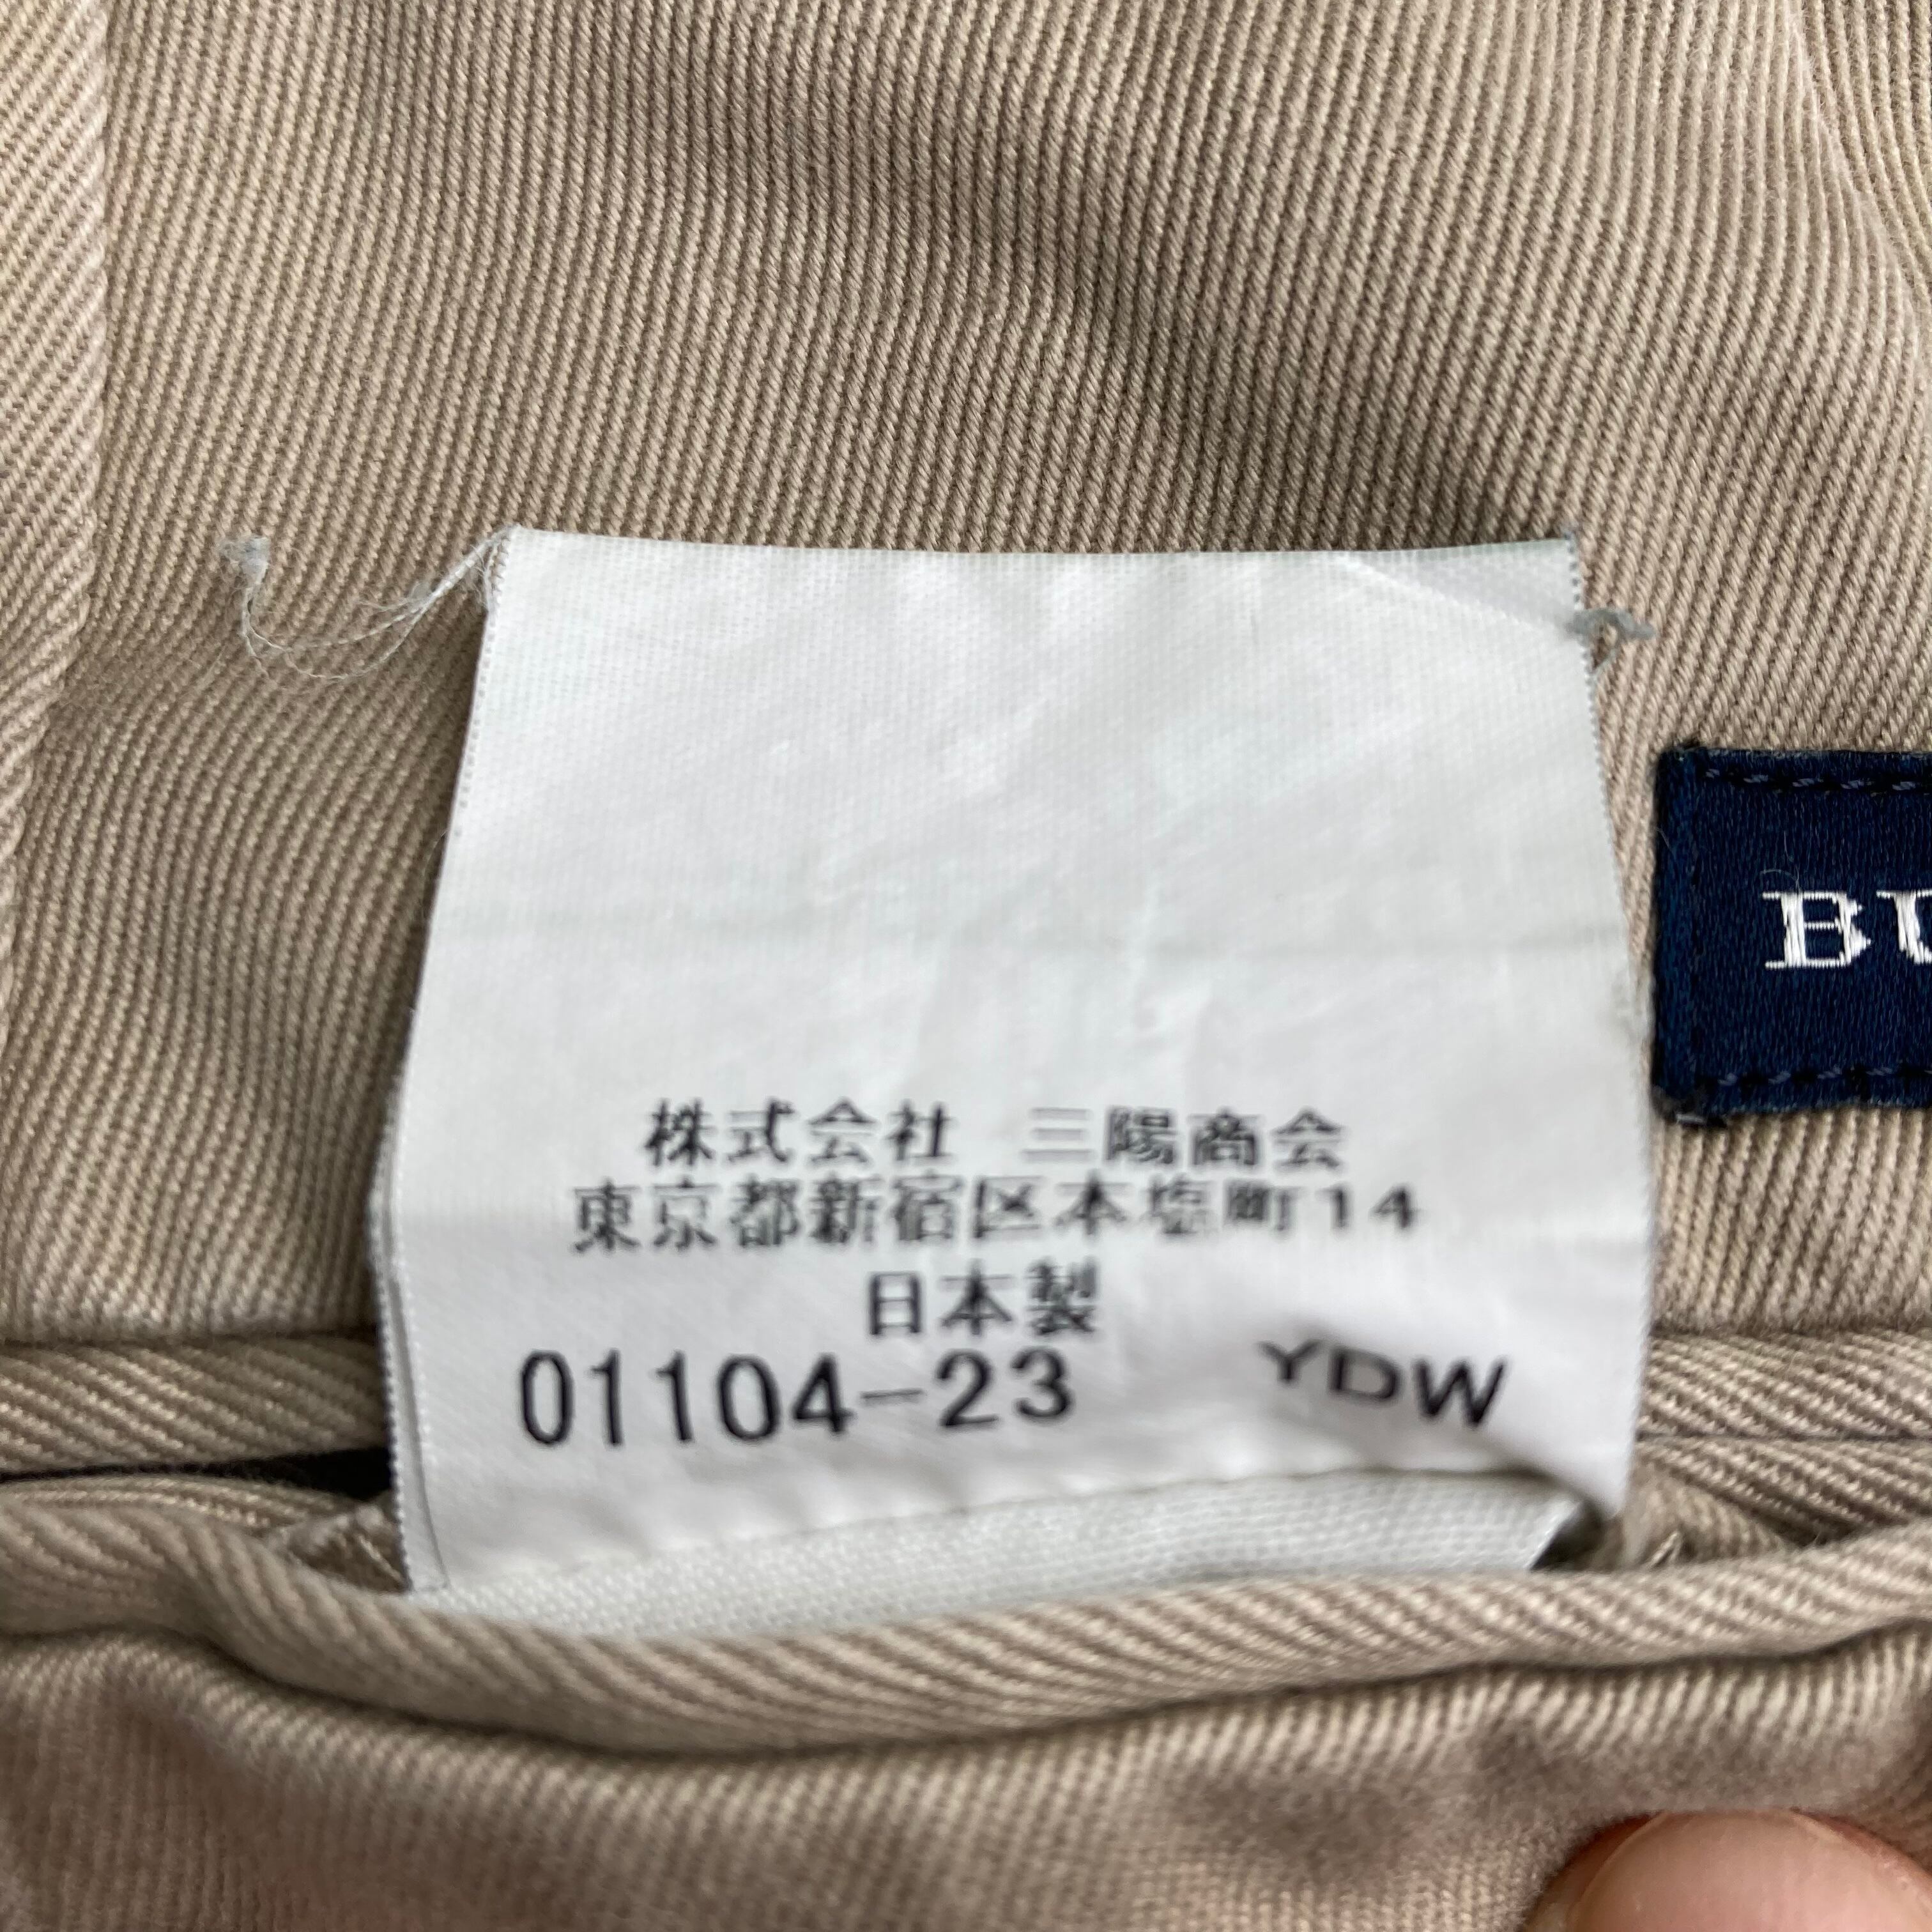 株式会社　三陽商会
東京都新宿区本塩町14
日本製
01104-23 YDW
BU